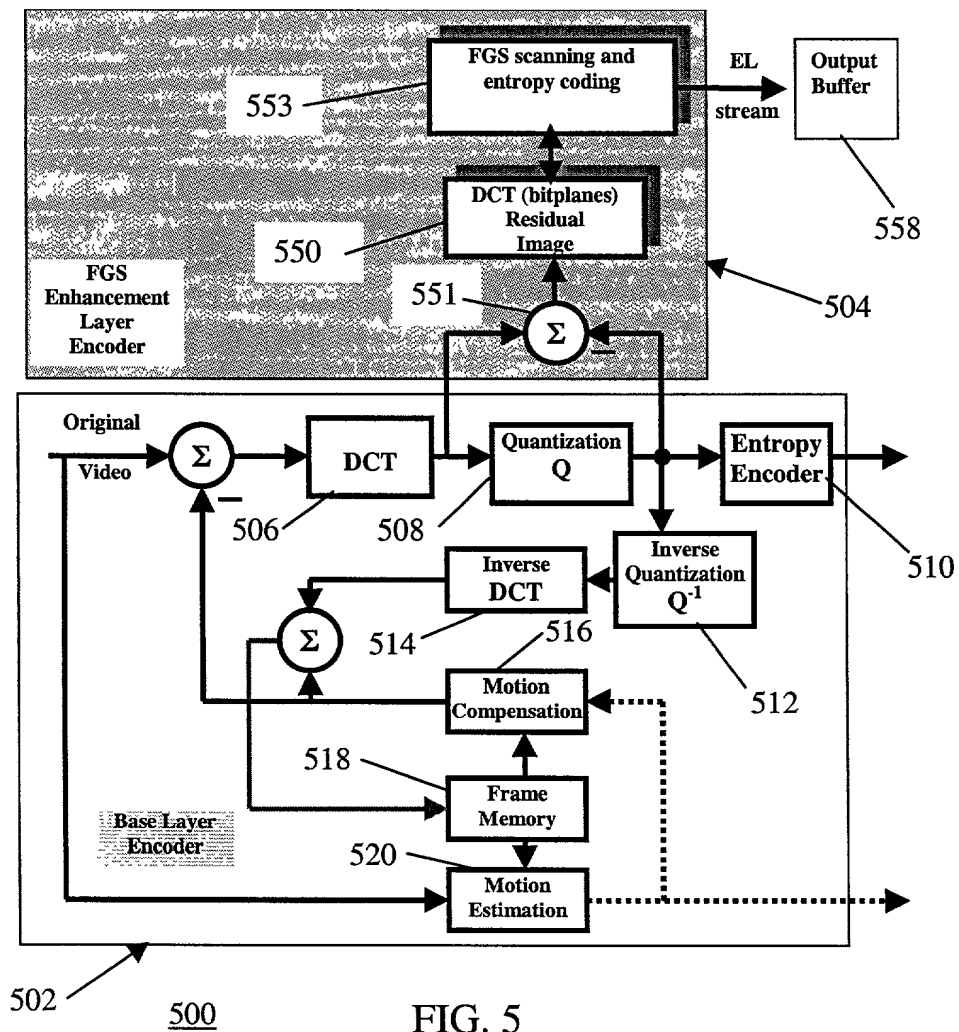 FGS scanning and
entropy coding
EL
stream
Output
Buffer
553
558
DCT (bitplanes)
Residual
Image
550
551
504
FGS
Enhancement
Layer
Encoder
Σ
–
Original
Video
Σ
–
DCT
Quantization
Q
Entropy
Encoder
506
508
510
Inverse
DCT
Inverse
Quantization
Q⁻¹
514
516
512
Σ
Motion
Compensation
518
Frame
Memory
Base Layer
Encoder
520
Motion
Estimation
502
500
FIG. 5